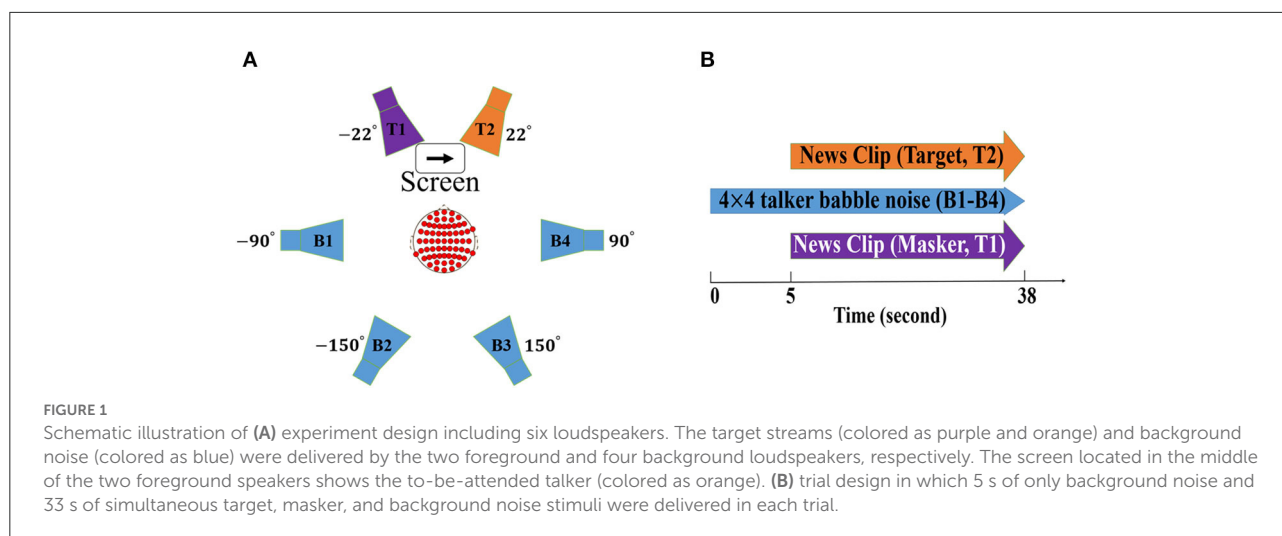 A
B
−22°
T1
T2
22°
Screen
−90°
B1
B4
90°
−150°
B2
B3
150°
News Clip (Target, T2)
4×4 talker babble noise (B1-B4)
News Clip (Masker, T1)
0
5
38
Time (second)
FIGURE 1
Schematic illustration of (A) experiment design including six loudspeakers. The target streams (colored as purple and orange) and background
noise (colored as blue) were delivered by the two foreground and four background loudspeakers, respectively. The screen located in the middle
of the two foreground speakers shows the to-be-attended talker (colored as orange). (B) trial design in which 5 s of only background noise and
33 s of simultaneous target, masker, and background noise stimuli were delivered in each trial.